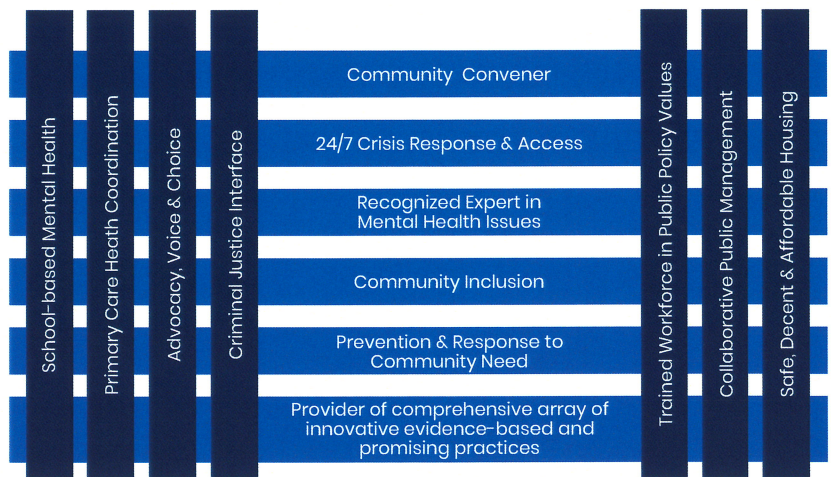 School-based Mental Health
Primary Care Heath Coordination
Advocacy, Voice & Choice
Criminal Justice Interface
Community Convener
24/7 Crisis Response & Access
Recognized Expert in
Mental Health Issues
Community Inclusion
Prevention & Response to
Community Need
Provider of comprehensive array of
innovative evidence-based and
promising practices
Trained Workforce in Public Policy Values
Collaborative Public Management
Safe, Decent & Affordable Housing